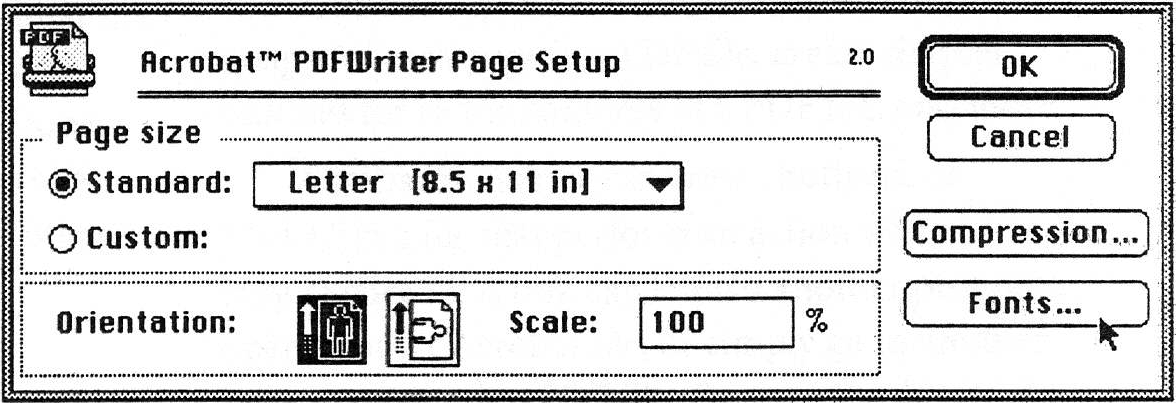 PDF
Acrobat™ PDFWriter Page Setup 2.0
OK
Cancel
Page size
Standard: Letter [8.5 x 11 in]
Custom:
Compression...
Fonts...
Orientation: Scale: 100 %